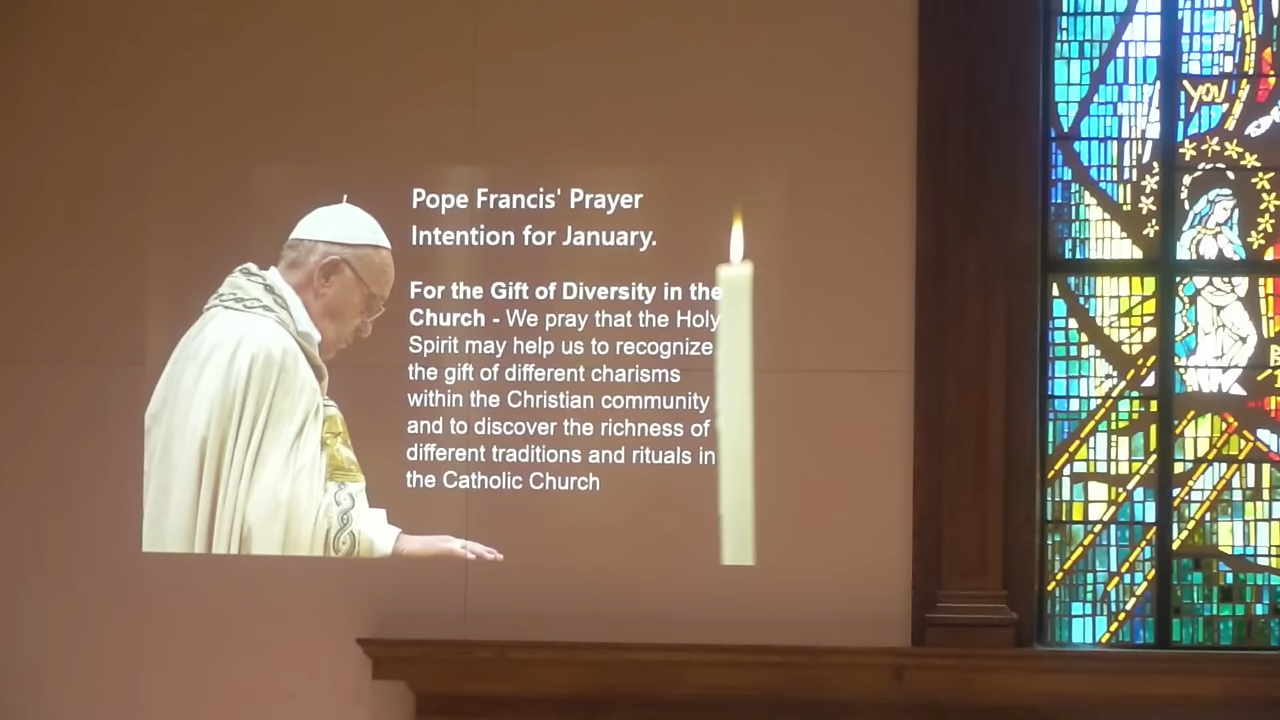 Pope Francis' Prayer
Intention for January.
For the Gift of Diversity in the
Church - We pray that the Holy
Spirit may help us to recognize
the gift of different charisms
within the Christian community
and to discover the richness of
different traditions and rituals in
the Catholic Church
YOU